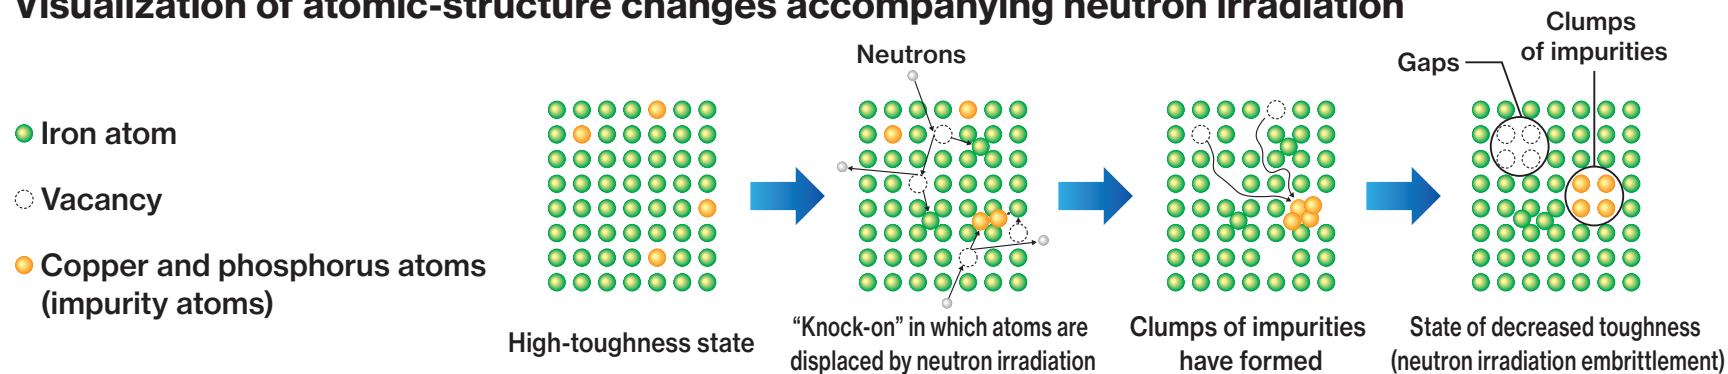 Visualization of atomic-structure changes accompanying neutron irradiation
Iron atom
Vacancy
Copper and phosphorus atoms
(impurity atoms)
High-toughness state
Neutrons
“Knock-on” in which atoms are
displaced by neutron irradiation
Clumps of impurities
have formed
Gaps
Clumps
of impurities
State of decreased toughness
(neutron irradiation embrittlement)